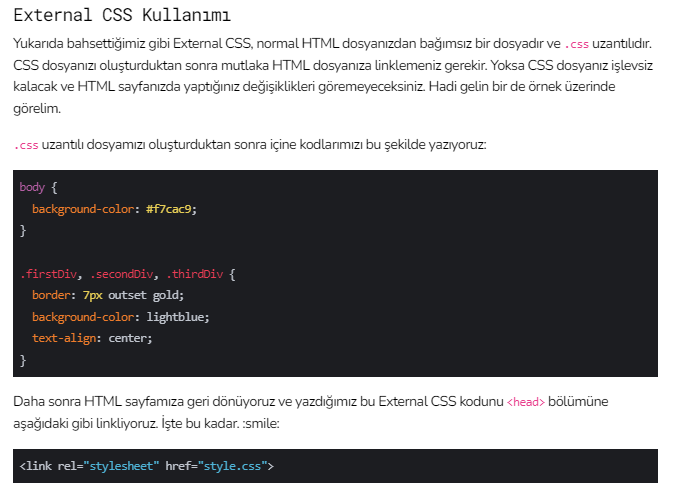 External CSS Kullanımı
Yukarıda bahsettiğimiz gibi External CSS, normal HTML dosyanızdan bağımsız bir dosyadır ve .css uzantılıdır.
CSS dosyanızı oluşturduktan sonra mutlaka HTML dosyanıza linklemeniz gerekir. Yoksa CSS dosyanız işlevsiz
kalacak ve HTML sayfanızda yaptığınız değişiklikleri göremeyeceksiniz. Hadi gelin bir de örnek üzerinde
görelim.
.css uzantılı dosyamızı oluşturduktan sonra içine kodlarımızı bu şekilde yazıyoruz:
body {
  background-color: #f7cac9;
}
.firstDiv, .secondDiv, .thirdDiv {
  border: 7px outset gold;
  background-color: lightblue;
  text-align: center;
}
Daha sonra HTML sayfamıza geri dönüyoruz ve yazdığımız bu External CSS kodunu <head> bölümüne
aşağıdaki gibi linkliyoruz. İşte bu kadar. :smile:
<link rel="stylesheet" href="style.css">